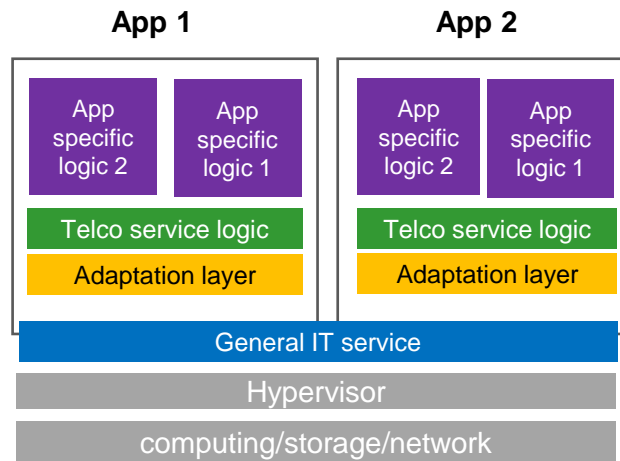 App 1
App 2
App
specific
logic 2
App
specific
logic 1
App
specific
logic 2
App
specific
logic 1
Telco service logic
Telco service logic
Adaptation layer
Adaptation layer
General IT service
Hypervisor
computing/storage/network